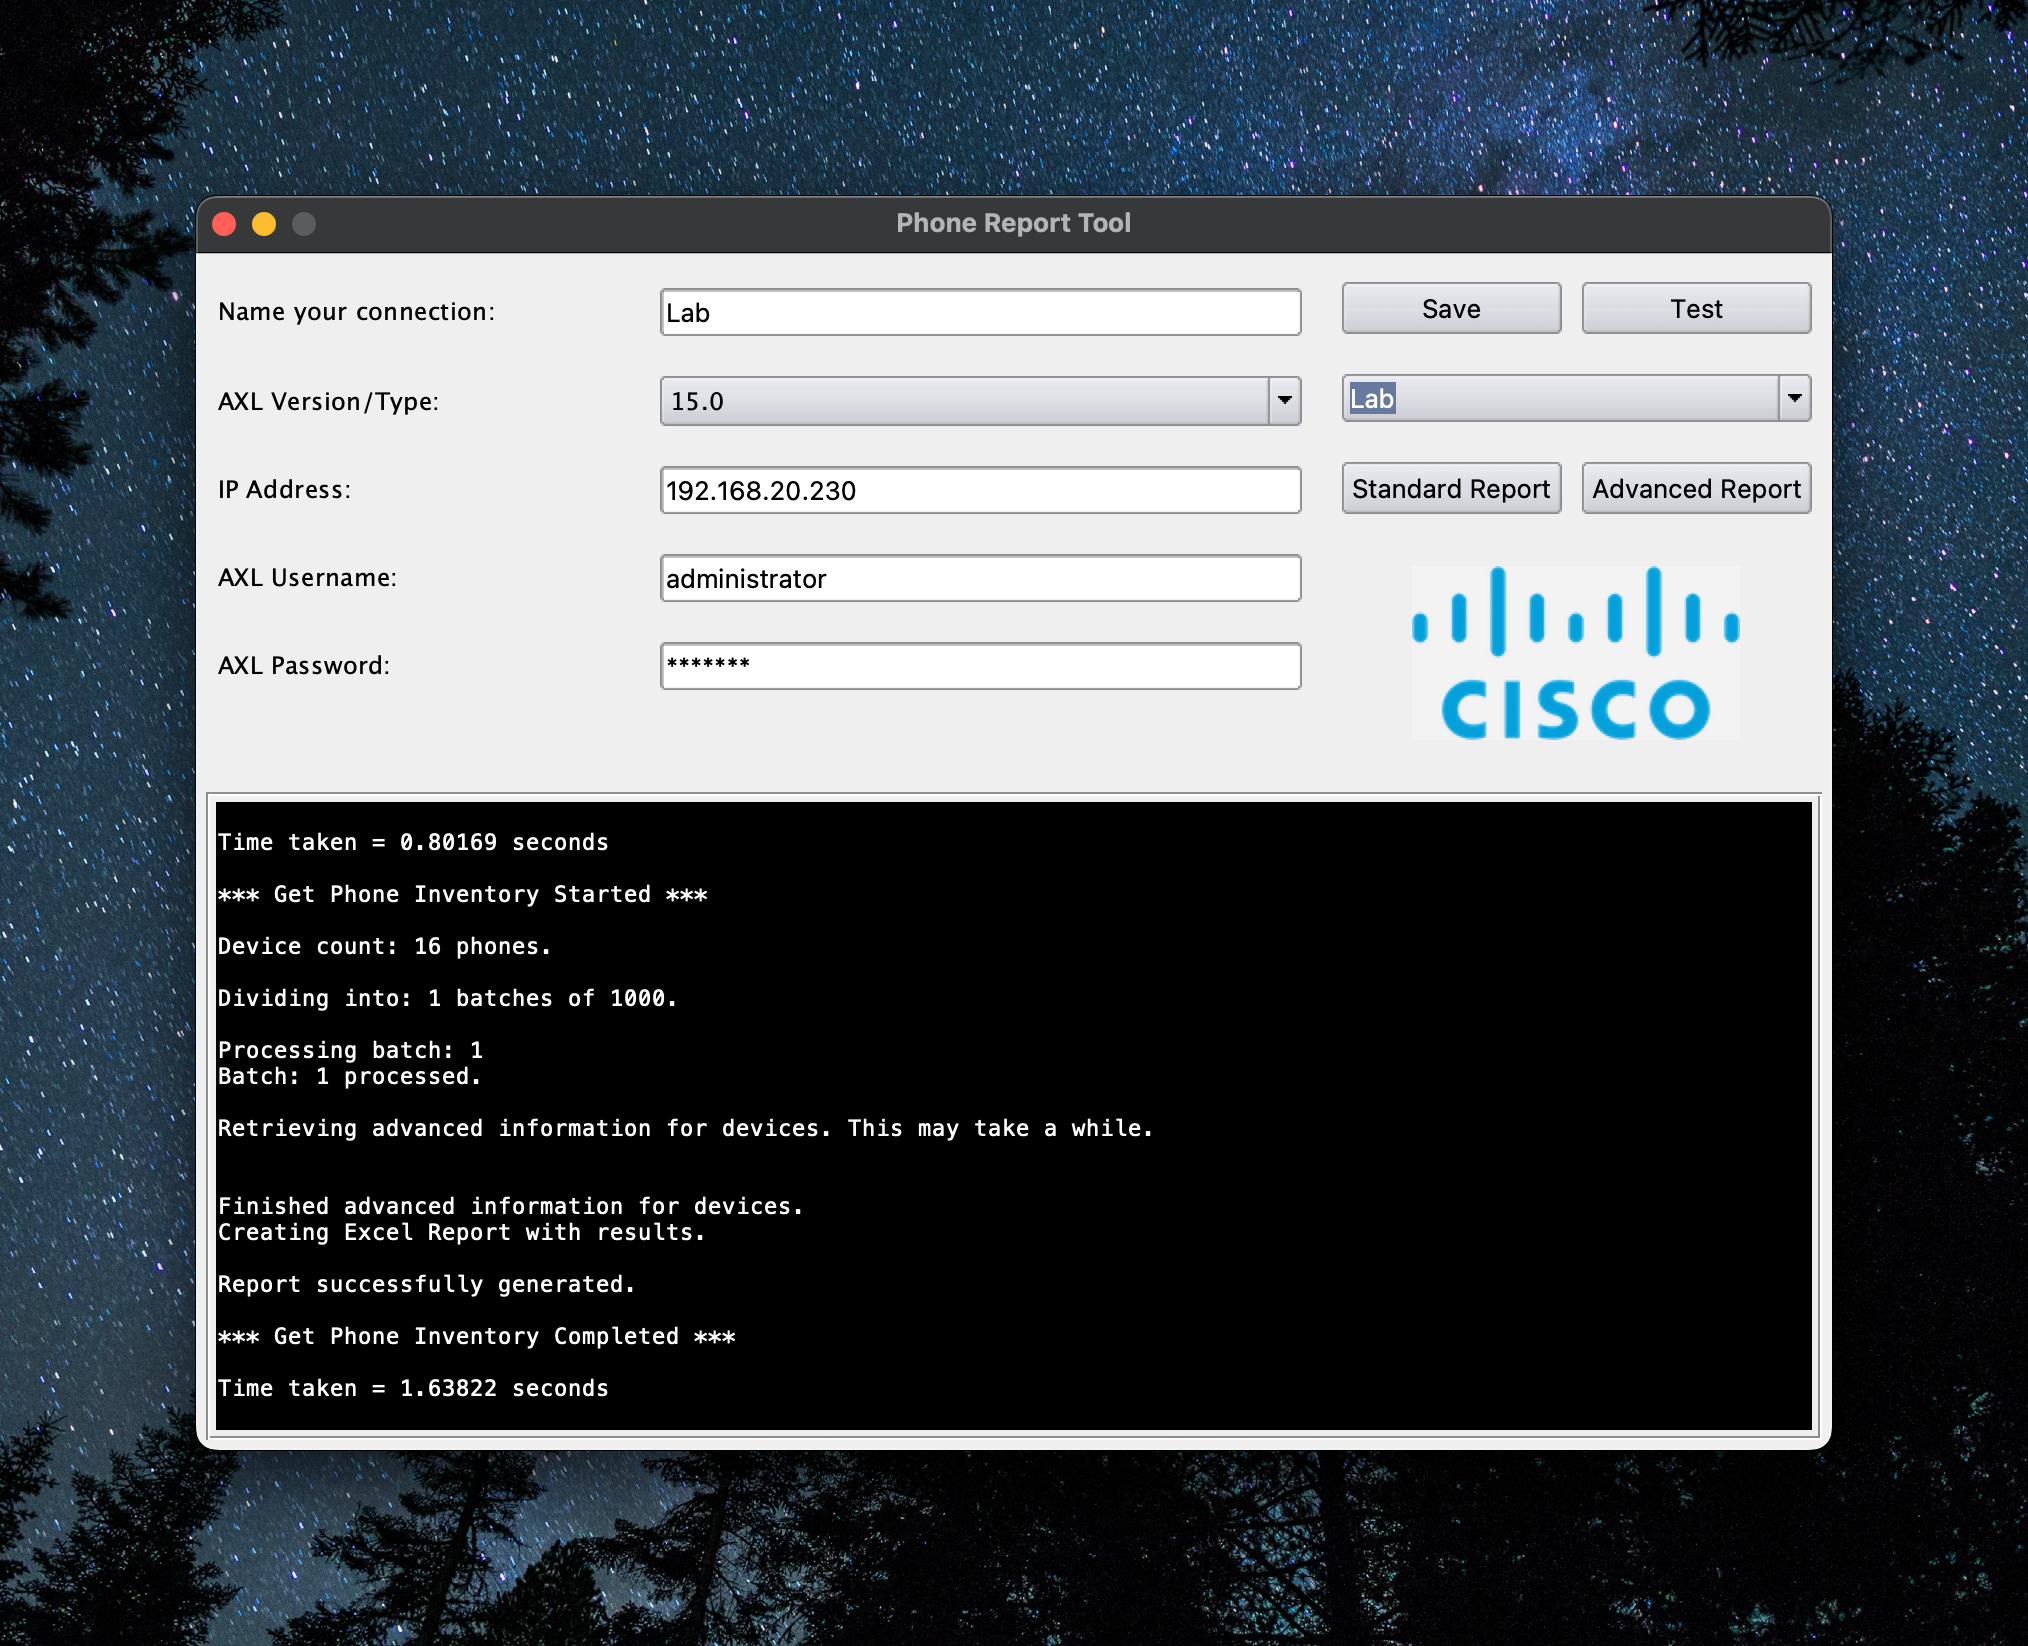 Phone Report Tool
Name your connection:
Lab
Save
Test
AXL Version/Type:
15.0
Lab
IP Address:
192.168.20.230
Standard Report
Advanced Report
AXL Username:
administrator
AXL Password:
*******
CISCO
Time taken = 0.80169 seconds
*** Get Phone Inventory Started ***
Device count: 16 phones.
Dividing into: 1 batches of 1000.
Processing batch: 1
Batch: 1 processed.
Retrieving advanced information for devices. This may take a while.
Finished advanced information for devices.
Creating Excel Report with results.
Report successfully generated.
*** Get Phone Inventory Completed ***
Time taken = 1.63822 seconds